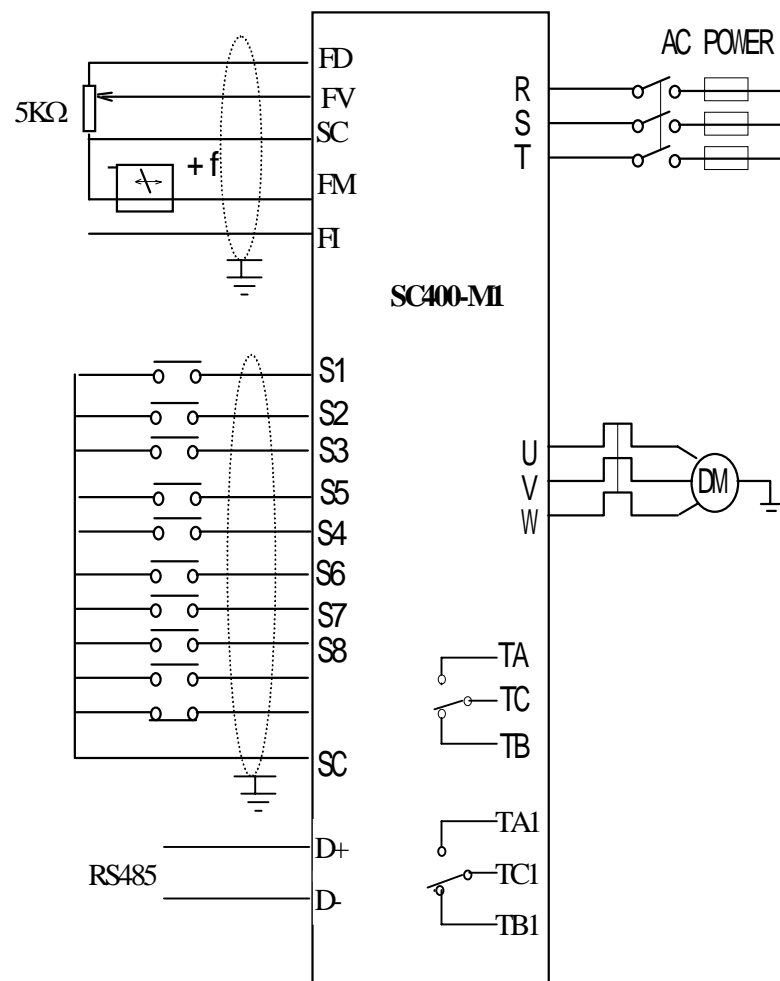 AC POWER
FD
R
FV
5KΩ
S
SC
T
- + f
FM
FI
SC400-M1
S1
S2
S3
U
S5
V
DM
S4
W
S6
S7
S8
TA
TC
TB
SC
TA1
D+
RS485
TC1
D-
TB1